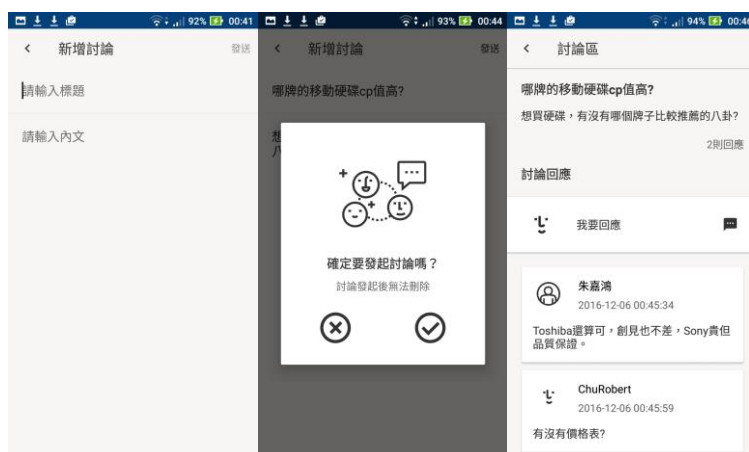 92% 00:41
新增討論
發送
請輸入標題
請輸入內文
93% 00:44
新增討論
發送
哪牌的移動硬碟cp值高?
想
八
確定要發起討論嗎？
討論發起後無法刪除
94% 00:46
討論區
哪牌的移動硬碟cp值高?
想買硬碟，有沒有哪個牌子比較推薦的八卦?
2則回應
討論回應
我要回應
朱嘉鴻
2016-12-06 00:45:34
Toshiba還算可，創見也不差，Sony貴但
品質保證。
ChuRobert
2016-12-06 00:45:59
有沒有價格表?